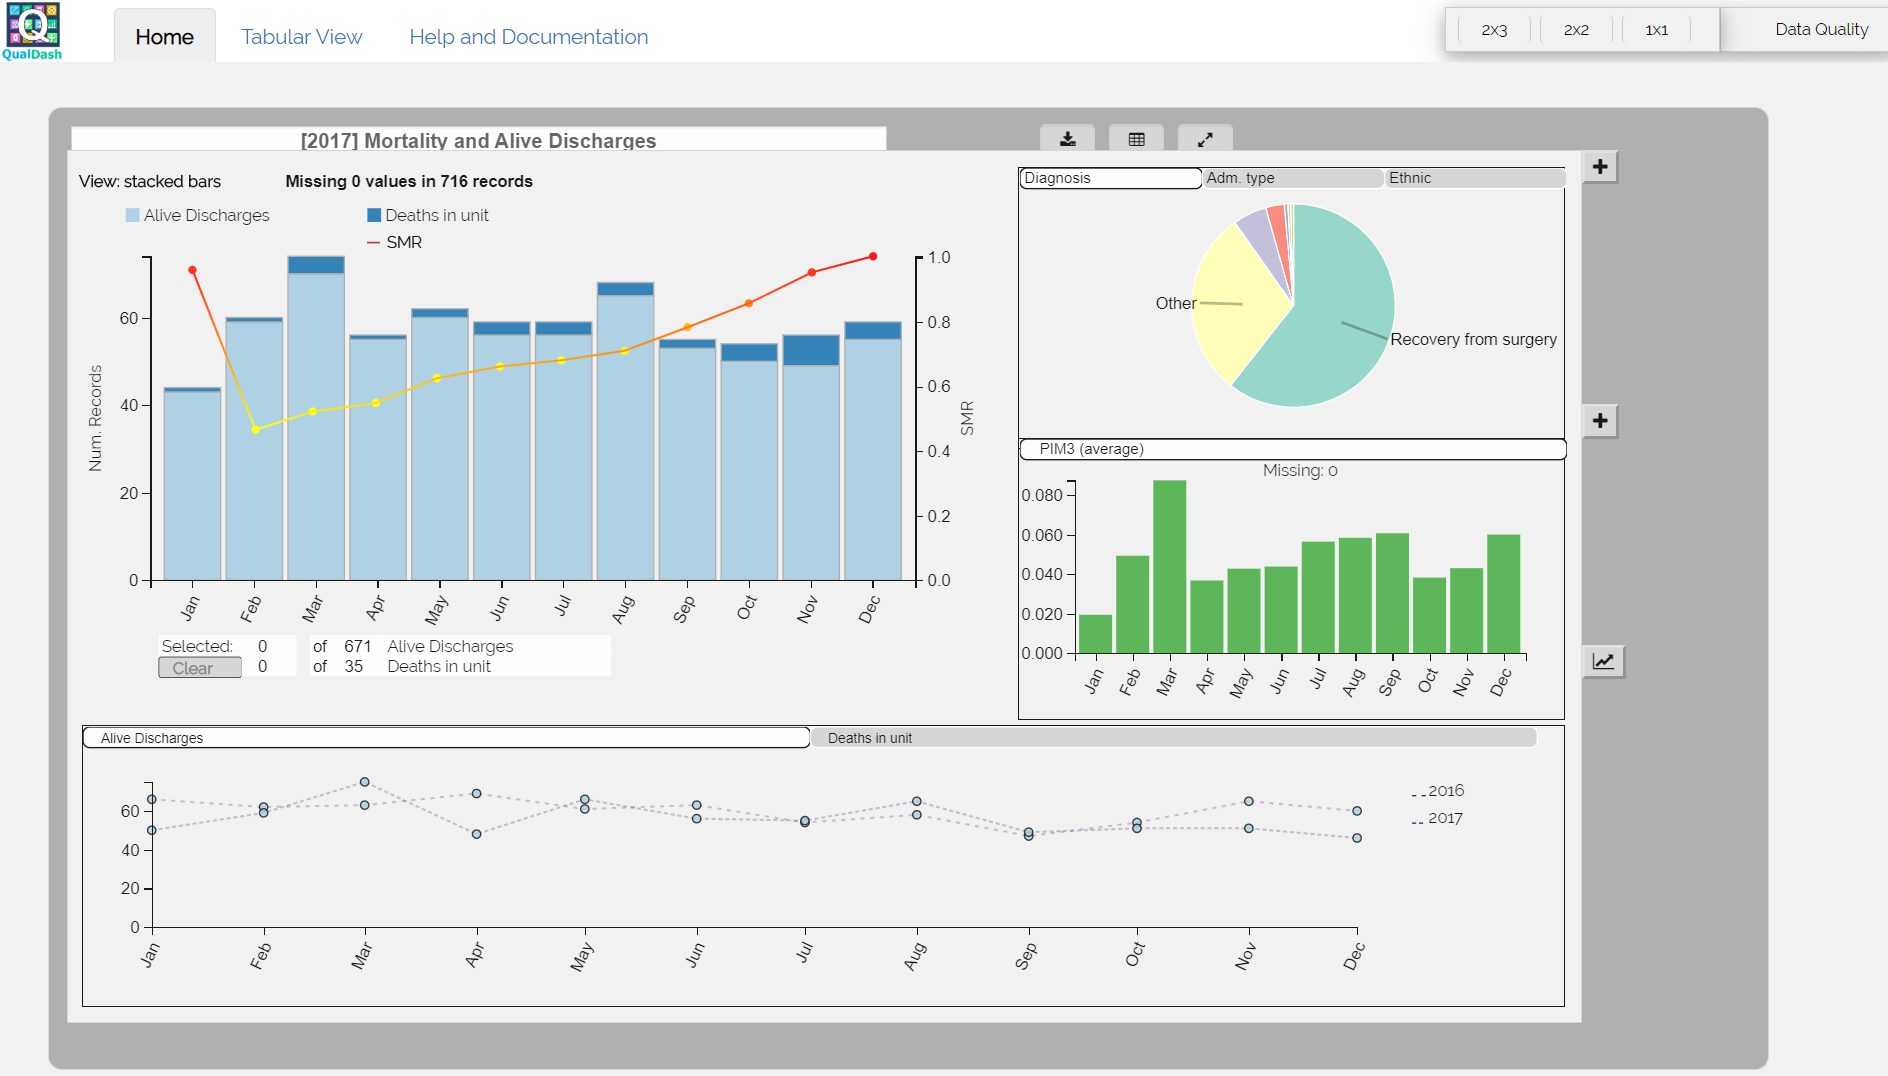 QualDash
Home
Tabular View
Help and Documentation
2x3
2x2
1x1
Data Quality
[2017] Mortality and Alive Discharges
View: stacked bars
Missing 0 values in 716 records
Alive Discharges
Deaths in unit
SMR
Num. Records
60
40
20
0
1.0
0.8
0.6
0.4
0.2
0.0
SMR
Jan Feb Mar Apr May Jun Jul Aug Sep Oct Nov Dec
Selected: 0 of 671 Alive Discharges
Clear 0 of 35 Deaths in unit
Diagnosis
Adm. type
Ethnic
Other
Recovery from surgery
PIM3 (average)
Missing: 0
0.080
0.060
0.040
0.020
0.000
Jan Feb Mar Apr May Jun Jul Aug Sep Oct Nov Dec
Alive Discharges
Deaths in unit
60
40
20
0
Jan Feb Mar Apr May Jun Jul Aug Sep Oct Nov Dec
2016
2017